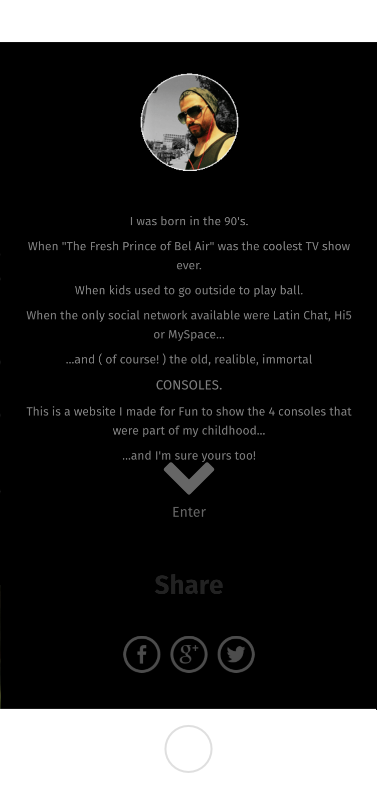 I was born in the 90's.
When "The Fresh Prince of Bel Air" was the coolest TV show
ever.
When kids used to go outside to play ball.
When the only social network available were Latin Chat, Hi5
or MySpace...
...and ( of course! ) the old, realible, immortal
CONSOLES.
This is a website I made for Fun to show the 4 consoles that
were part of my childhood...
...and I'm sure yours too!
Enter
Share